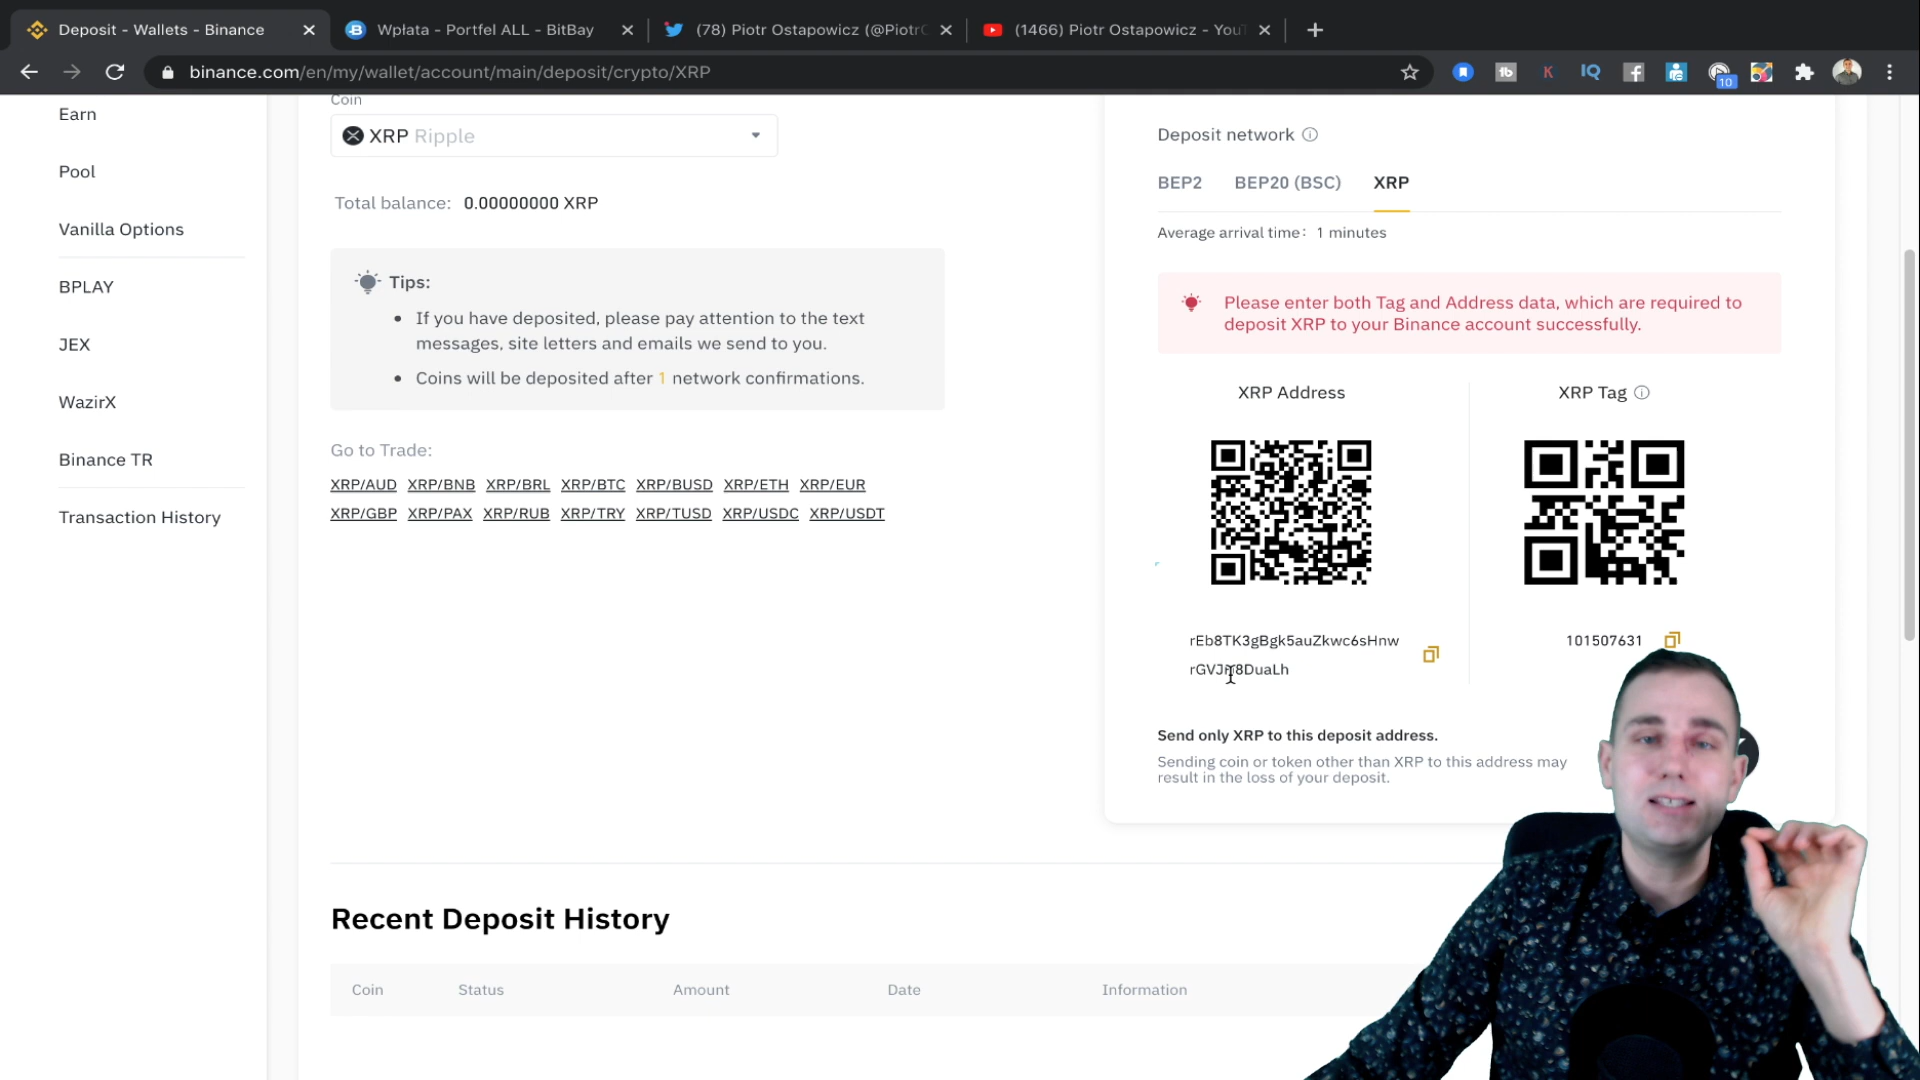 Deposit - Wallets - Binance
Wpłata - Portfel ALL - BitBay
(78) Piotr Ostapowicz (@PiotrO
(1466) Piotr Ostapowicz - YouT
binance.com/en/my/wallet/account/main/deposit/crypto/XRP
tb
K
IQ
10
Earn
Pool
Vanilla Options
BPLAY
JEX
WazirX
Binance TR
Transaction History
Coin
XRP Ripple
Total balance: 0.00000000 XRP
Tips:
If you have deposited, please pay attention to the text
messages, site letters and emails we send to you.
Coins will be deposited after 1 network confirmations.
Go to Trade:
XRP/AUD XRP/BNB XRP/BRL XRP/BTC XRP/BUSD XRP/ETH XRP/EUR
XRP/GBP XRP/PAX XRP/RUB XRP/TRY XRP/TUSD XRP/USDC XRP/USDT
Deposit network
BEP2 BEP20 (BSC) XRP
Average arrival time: 1 minutes
Please enter both Tag and Address data, which are required to
deposit XRP to your Binance account successfully.
XRP Address
XRP Tag
rEb8TK3gBgk5auZkwc6sHnw
101507631
Send only XRP to this deposit address.
Sending coin or token other than XRP to this address may
result in the loss of your deposit.
Recent Deposit History
Coin Status Amount Date Information